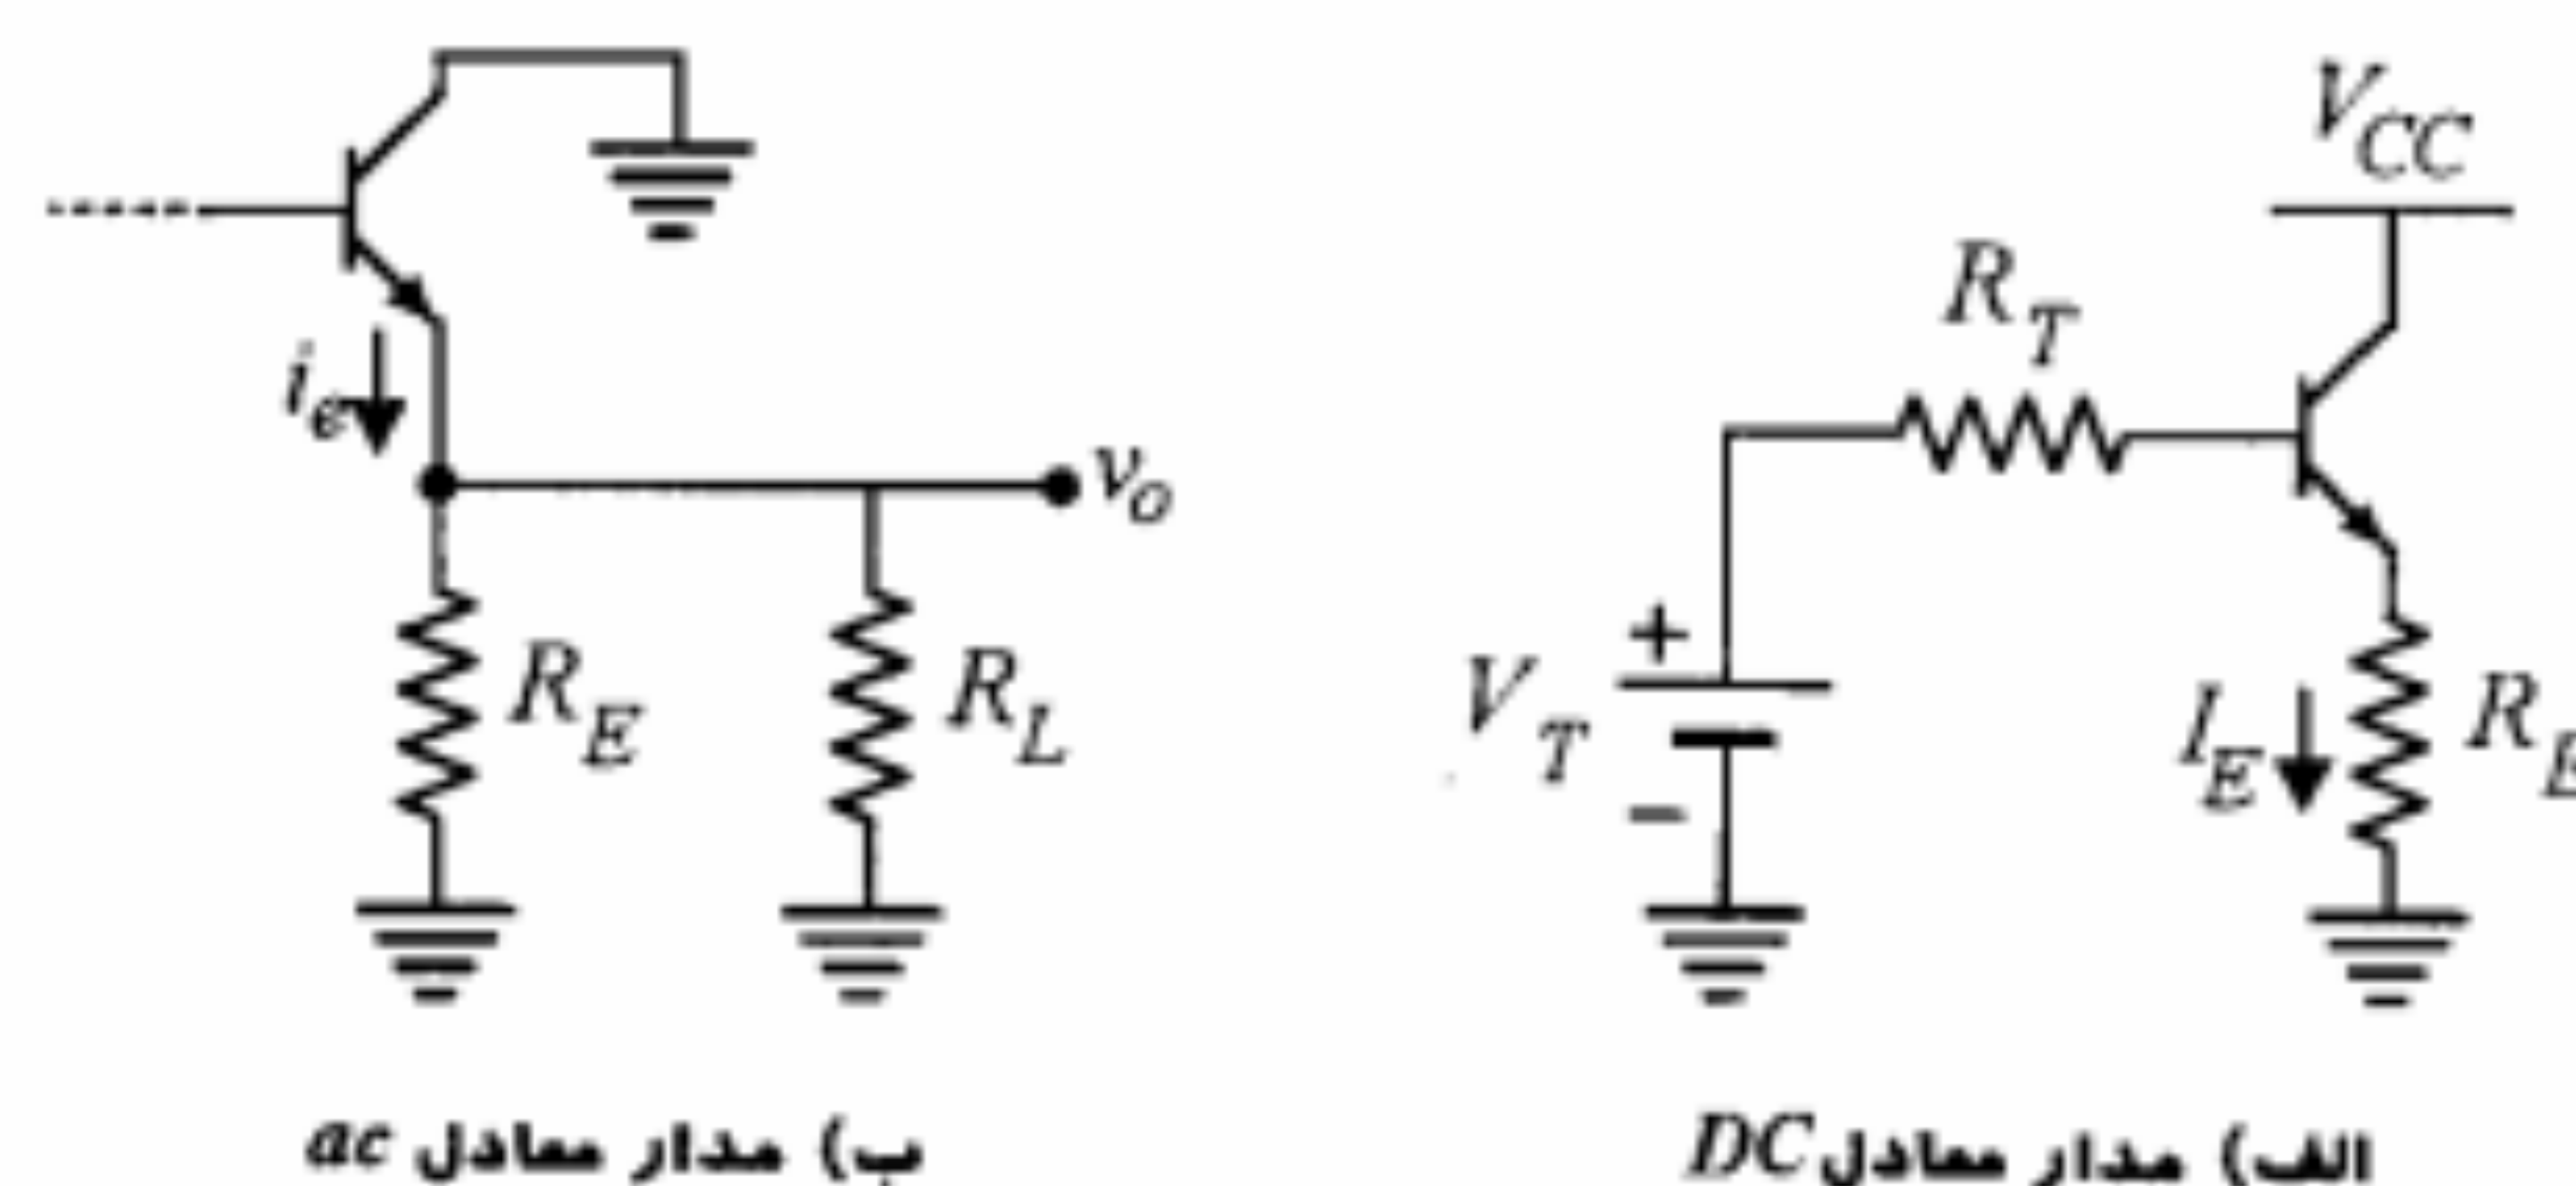 V_CC
R_T
i_e
v_o
+
V_T
R_E
R_L
I_E
R_E
−
الف) مدار معادل DC
ب) مدار معادل ac